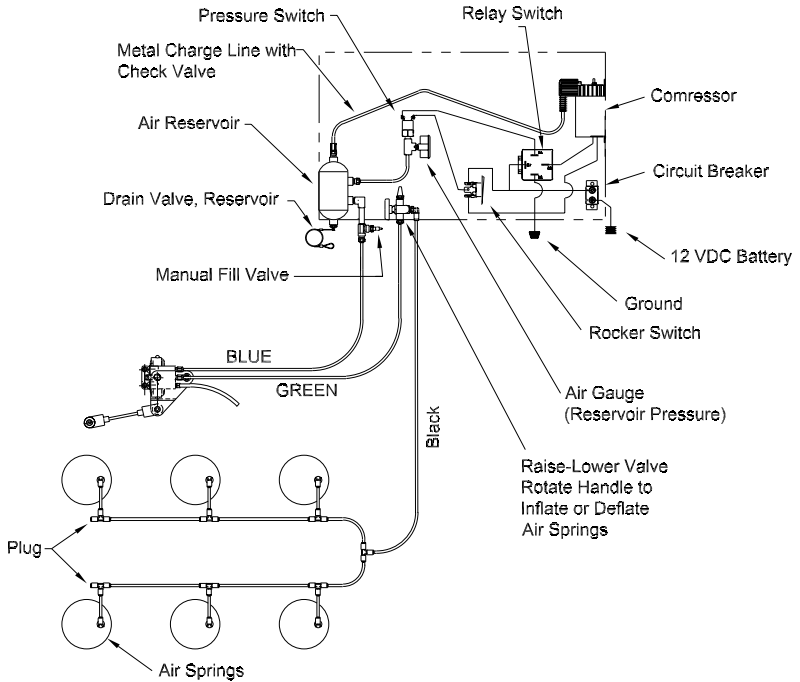 Pressure Switch
Relay Switch
Metal Charge Line with
Check Valve
Comressor
Air Reservoir
Circuit Breaker
Drain Valve, Reservoir
12 VDC Battery
Manual Fill Valve
Ground
Rocker Switch
BLUE
GREEN
Air Gauge
(Reservoir Pressure)
Black
Raise-Lower Valve
Rotate Handle to
Inflate or Deflate
Air Springs
Plug
Air Springs